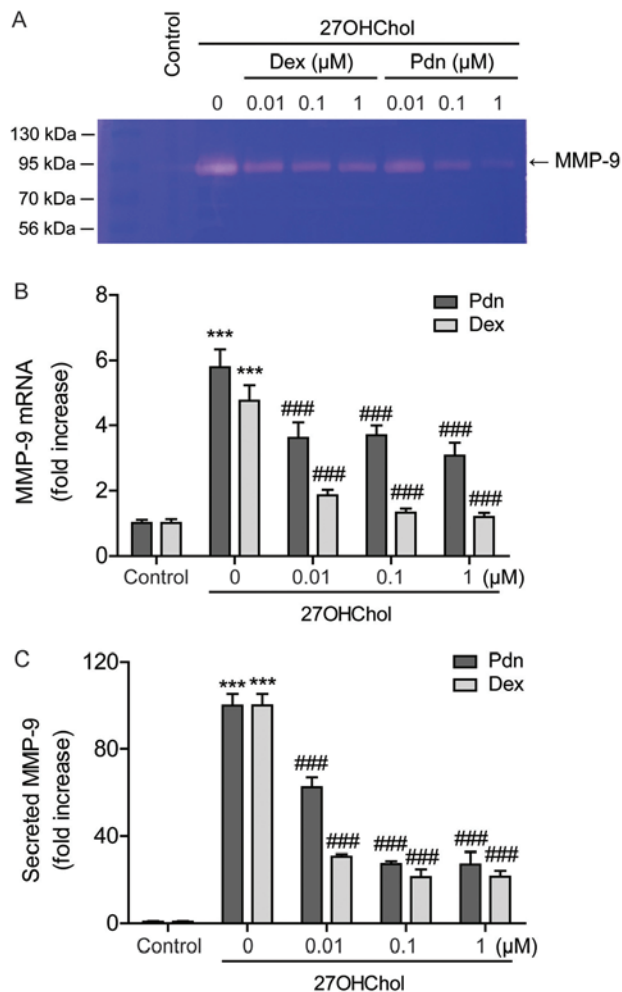 A
Control
27OHChol
Dex (µM)
Pdn (µM)
0
0.01
0.1
1
0.01
0.1
1
130 kDa
95 kDa
70 kDa
56 kDa
← MMP-9
B
MMP-9 mRNA
(fold increase)
8
6
4
2
0
Pdn
Dex
***
***
###
###
###
###
###
###
Control
0
0.01
0.1
1 (µM)
27OHChol
C
Secreted MMP-9
(fold increase)
120
80
40
0
Pdn
Dex
***
***
###
###
###
###
###
###
Control
0
0.01
0.1
1 (µM)
27OHChol